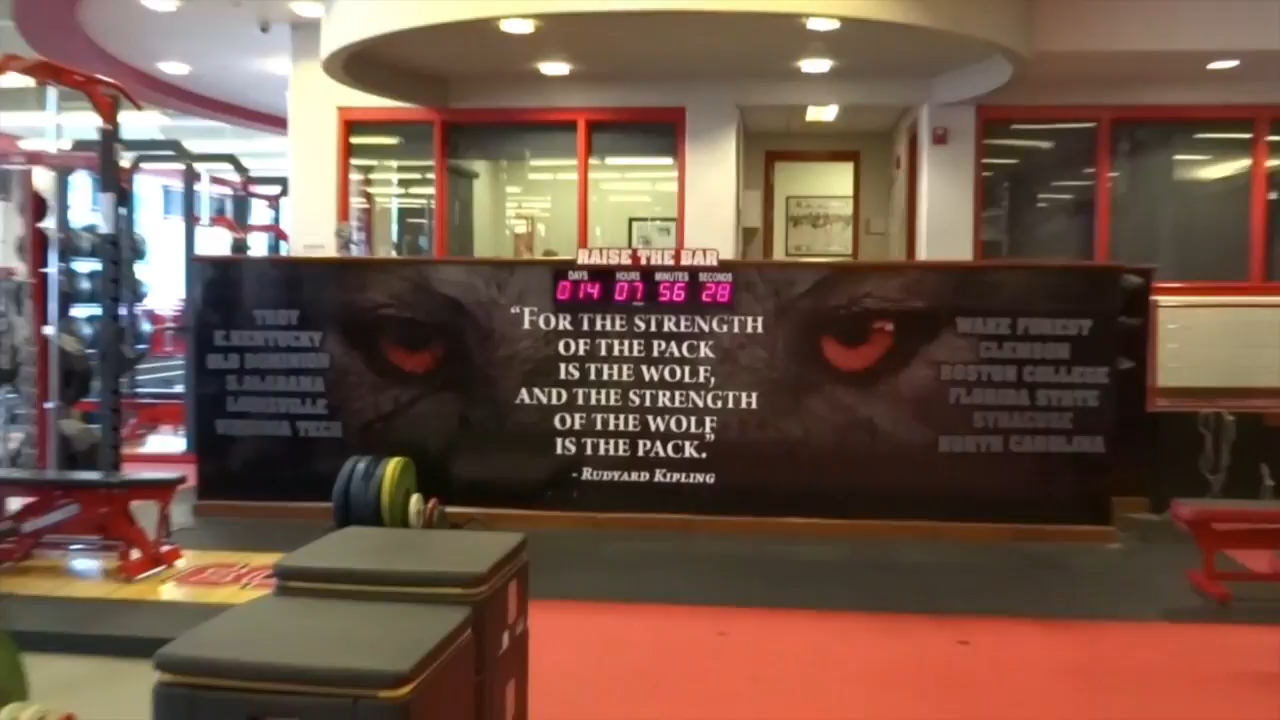 RAISE THE BAR
DAYS HOURS MINUTES SECONDS
014 07 56 28
TROY
E.KENTUCKY
OLD DOMINION
S.ALABAMA
LOUISVILLE
VIRGINIA TECH
“FOR THE STRENGTH
OF THE PACK
IS THE WOLF,
AND THE STRENGTH
OF THE WOLF
IS THE PACK.”
- RUDYARD KIPLING
WAKE FOREST
CLEMSON
BOSTON COLLEGE
FLORIDA STATE
SYRACUSE
NORTH CAROLINA